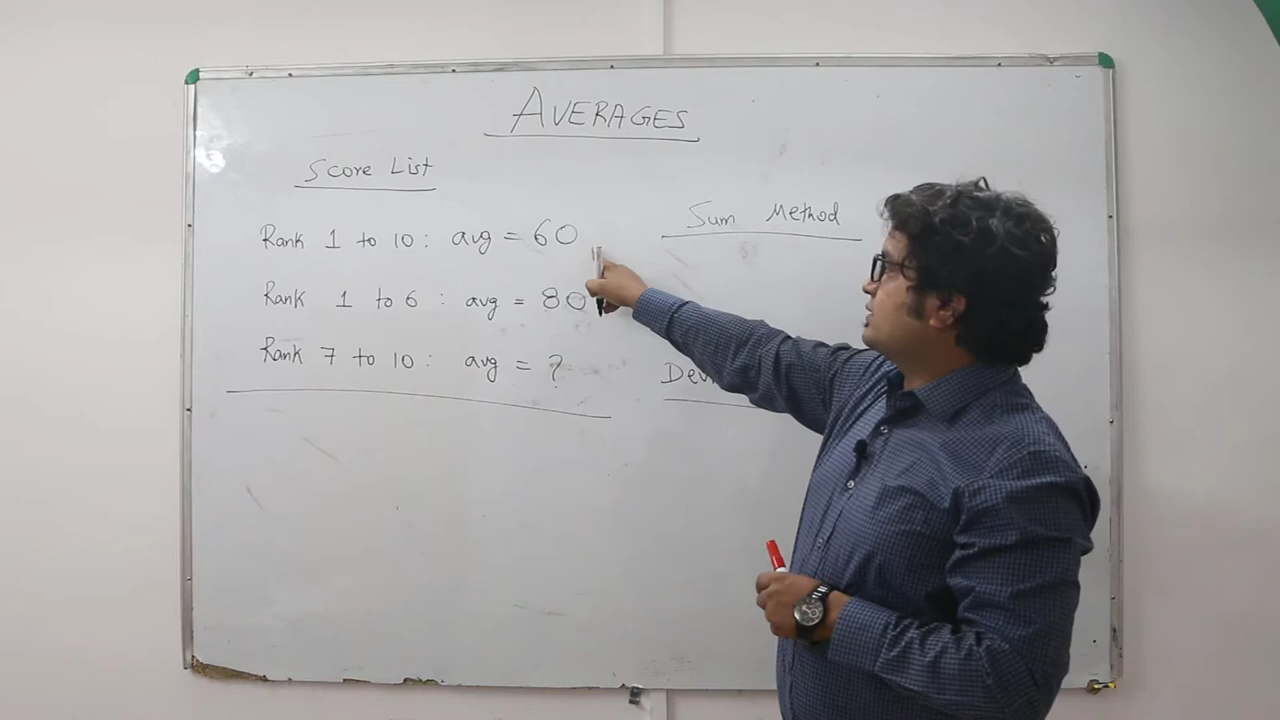 AVERAGES
Score List
Rank 1 to 10 : avg = 60
Rank 1 to 6 : avg = 80
Rank 7 to 10 : avg = ?
Sum Method